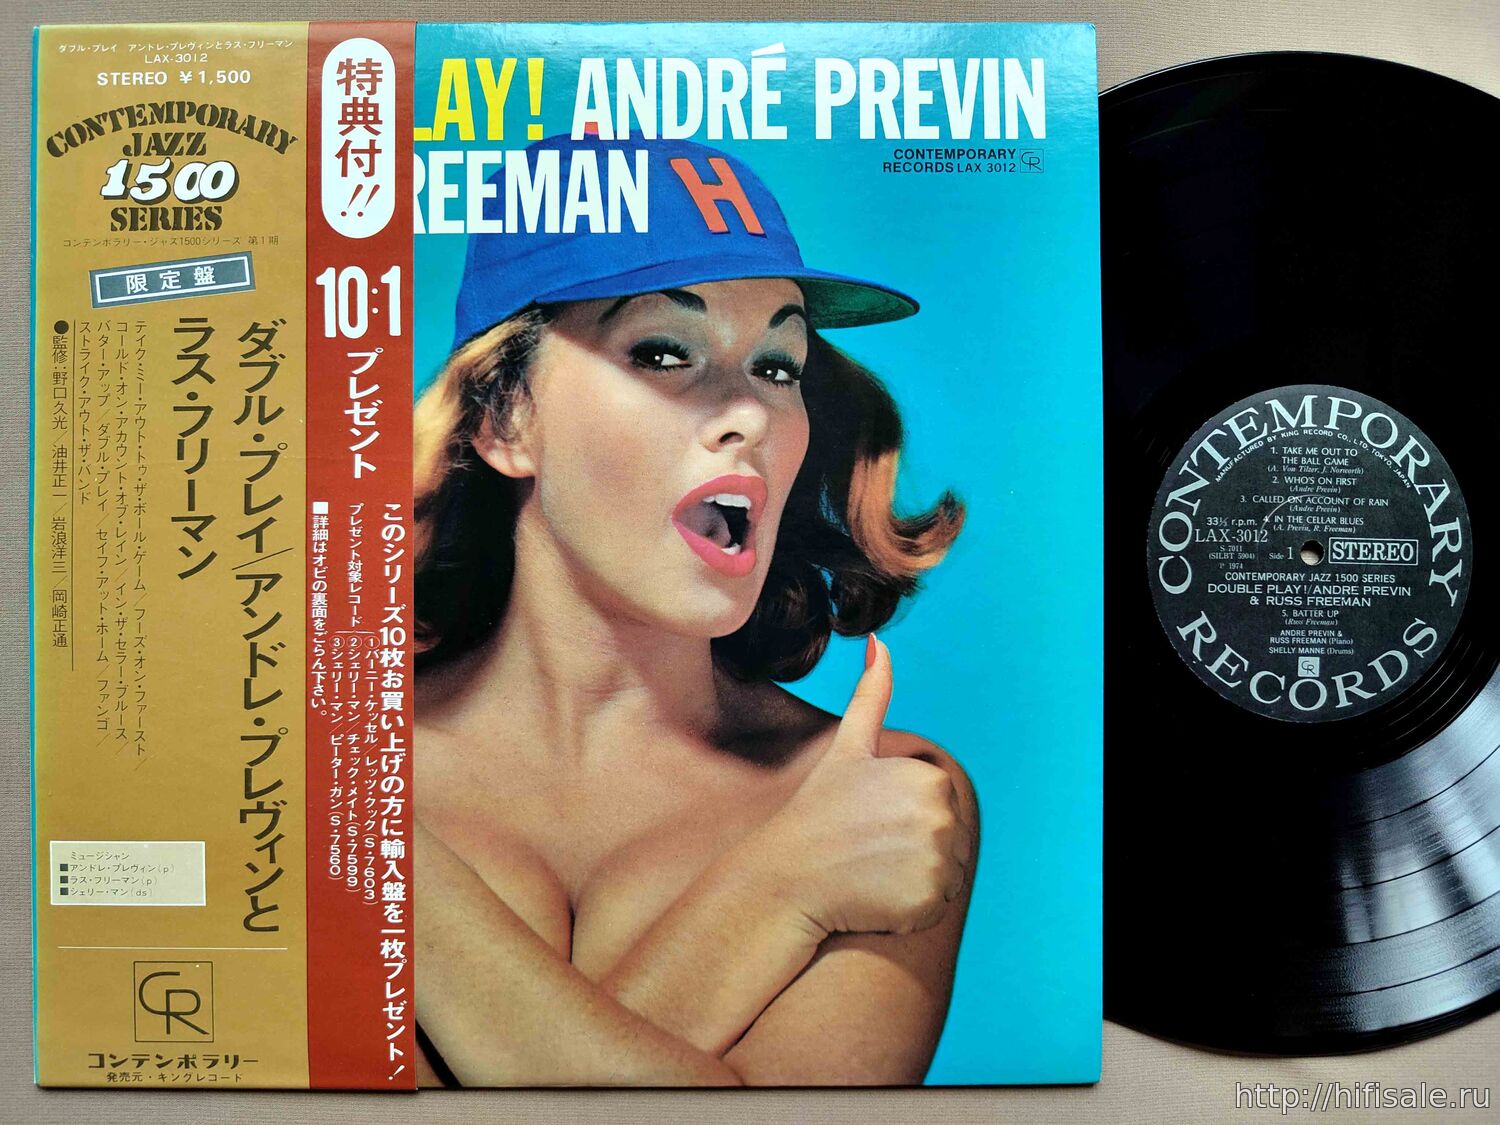 ダブル・プレイ アンドレ・プレヴィンとラス・フリーマン
LAX-3012
STEREO ¥1,500
CONTEMPORARY
JAZZ
1500
SERIES
コンテンポラリー・ジャズ1500シリーズ 第1期
限定盤
ダブル・プレイ/アンドレ・プレヴィンと
ラス・フリーマン
テイク・ミー・アウト・トゥ・ザ・ボール・ゲーム/フーズ・オン・ファースト/
コールド・オン・アカウント・オブ・レイン/イン・ザ・セラー・ブルース/
バター・アップ/ダブル・プレイ/セイフ・アット・ホーム/ファンゴ/
ストライク・アウト・ザ・バンド
●監修:野口久光/油井正一/岩浪洋三/岡崎正通
ミュージシャン
■アンドレ・プレヴィン(p)
■ラス・フリーマン(p)
■シェリー・マン(ds)
CR
コンテンポラリー
発売元・キングレコード
特典付!!
10:1
プレゼント
このシリーズ10枚お買い上げの方に輸入盤を一枚プレゼント!
プレゼント対象レコード
①バーニー・ケッセル/レッツ・クック(S-7603)
②シェリー・マン/チェック・メイト(S-7599)
③シェリー・マン/ピーター・ガン(S-7560)
■詳細はオビの裏面をごらん下さい。
LAY! ANDRÉ PREVIN
REEMAN
CONTEMPORARY
RECORDS LAX 3012
CR
H
CONTEMPORARY
MANUFACTURED BY KING RECORD CO., LTD. TOKYO, JAPAN
1. TAKE ME OUT TO
THE BALL GAME
(A. Von Tilzer, J. Norworth)
2. WHO'S ON FIRST
(Andre Previn)
3. CALLED ON ACCOUNT OF RAIN
(Andre Previn)
33⅓ r.p.m. 4. IN THE CELLAR BLUES
(A. Previn, R. Freeman)
LAX-3012
S 7011
(SILBT 5904) Side 1
STEREO
℗ 1974
CONTEMPORARY JAZZ 1500 SERIES
DOUBLE PLAY!/ANDRE PREVIN
& RUSS FREEMAN
5. BATTER UP
(Russ Freeman)
ANDRE PREVIN &
RUSS FREEMAN (Piano)
SHELLY MANNE (Drums)
CR
RECORDS
http://hifisale.ru